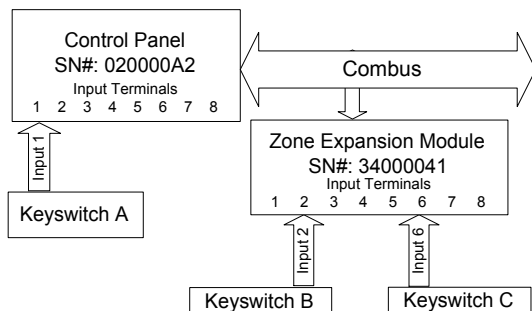 Control Panel
SN#: 020000A2
Input Terminals
1 2 3 4 5 6 7 8
Input 1
Keyswitch A
Combus
Zone Expansion Module
SN#: 34000041
Input Terminals
1 2 3 4 5 6 7 8
Input 2
Input 6
Keyswitch B
Keyswitch C